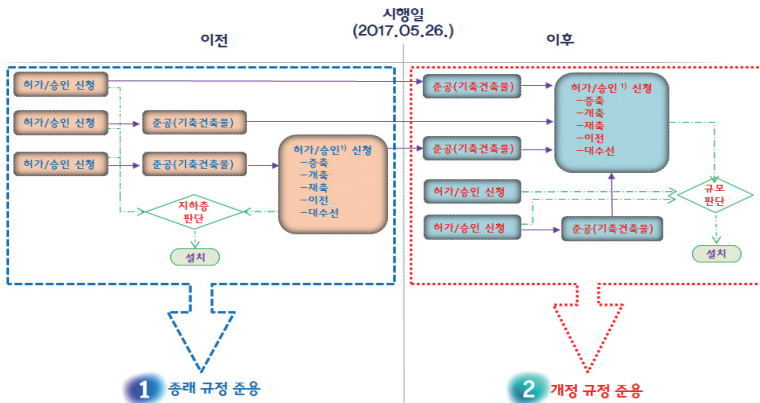 시행일
(2017.05.26.)
이전
이후
허가/승인 신청
허가/승인 신청
준공(기축건축물)
허가/승인 신청
준공(기축건축물)
허가/승인¹⁾ 신청
-증축
-개축
-재축
-이전
-대수선
지하층
판단
설치
준공(기축건축물)
준공(기축건축물)
허가/승인 ¹⁾ 신청
-증축
-개축
-재축
-이전
-대수선
허가/승인 신청
허가/승인 신청
준공(기축건축물)
규모
판단
설치
1 종래 규정 준용
2 개정 규정 준용